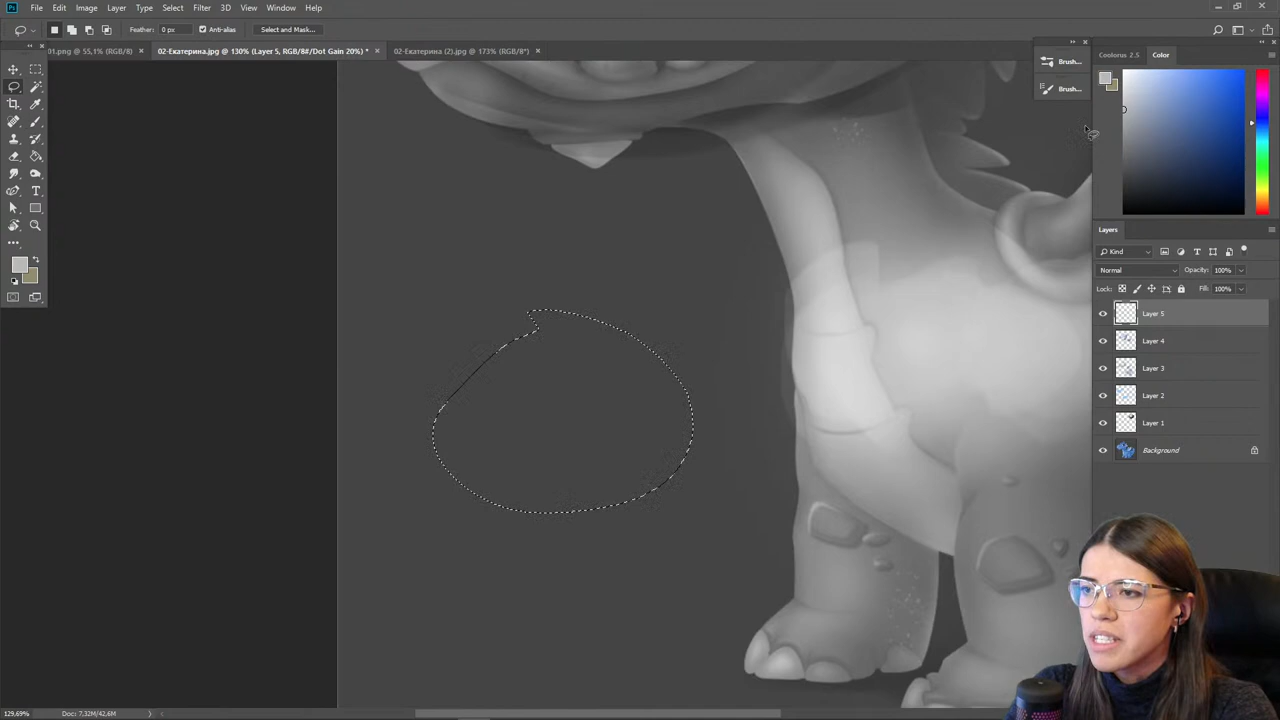 Ps File Edit Image Layer Type Select Filter 3D View Window Help
Feather: 0 px Anti-alias Select and Mask...
01.png @ 55,1% (RGB/8) × 02-Екатерина.jpg @ 130% (Layer 5, RGB/8#/Dot Gain 20%) * × 02-Екатерина (2).jpg @ 173% (RGB/8*) ×
Brush...
Brush...
Coolorus 2.5 Color
Layers
Kind
Normal Opacity: 100%
Lock: Fill: 100%
Layer 5
Layer 4
Layer 3
Layer 2
Layer 1
Background
129,69% Doc: 7,32M/42,6M